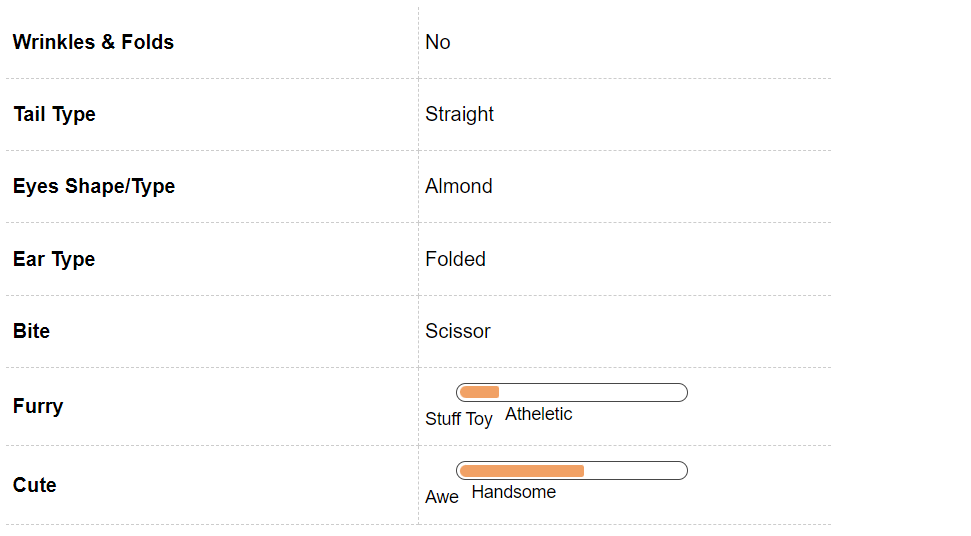 Wrinkles & Folds No
Tail Type Straight
Eyes Shape/Type Almond
Ear Type Folded
Bite Scissor
Furry
Stuff Toy Atheletic
Cute
Awe Handsome